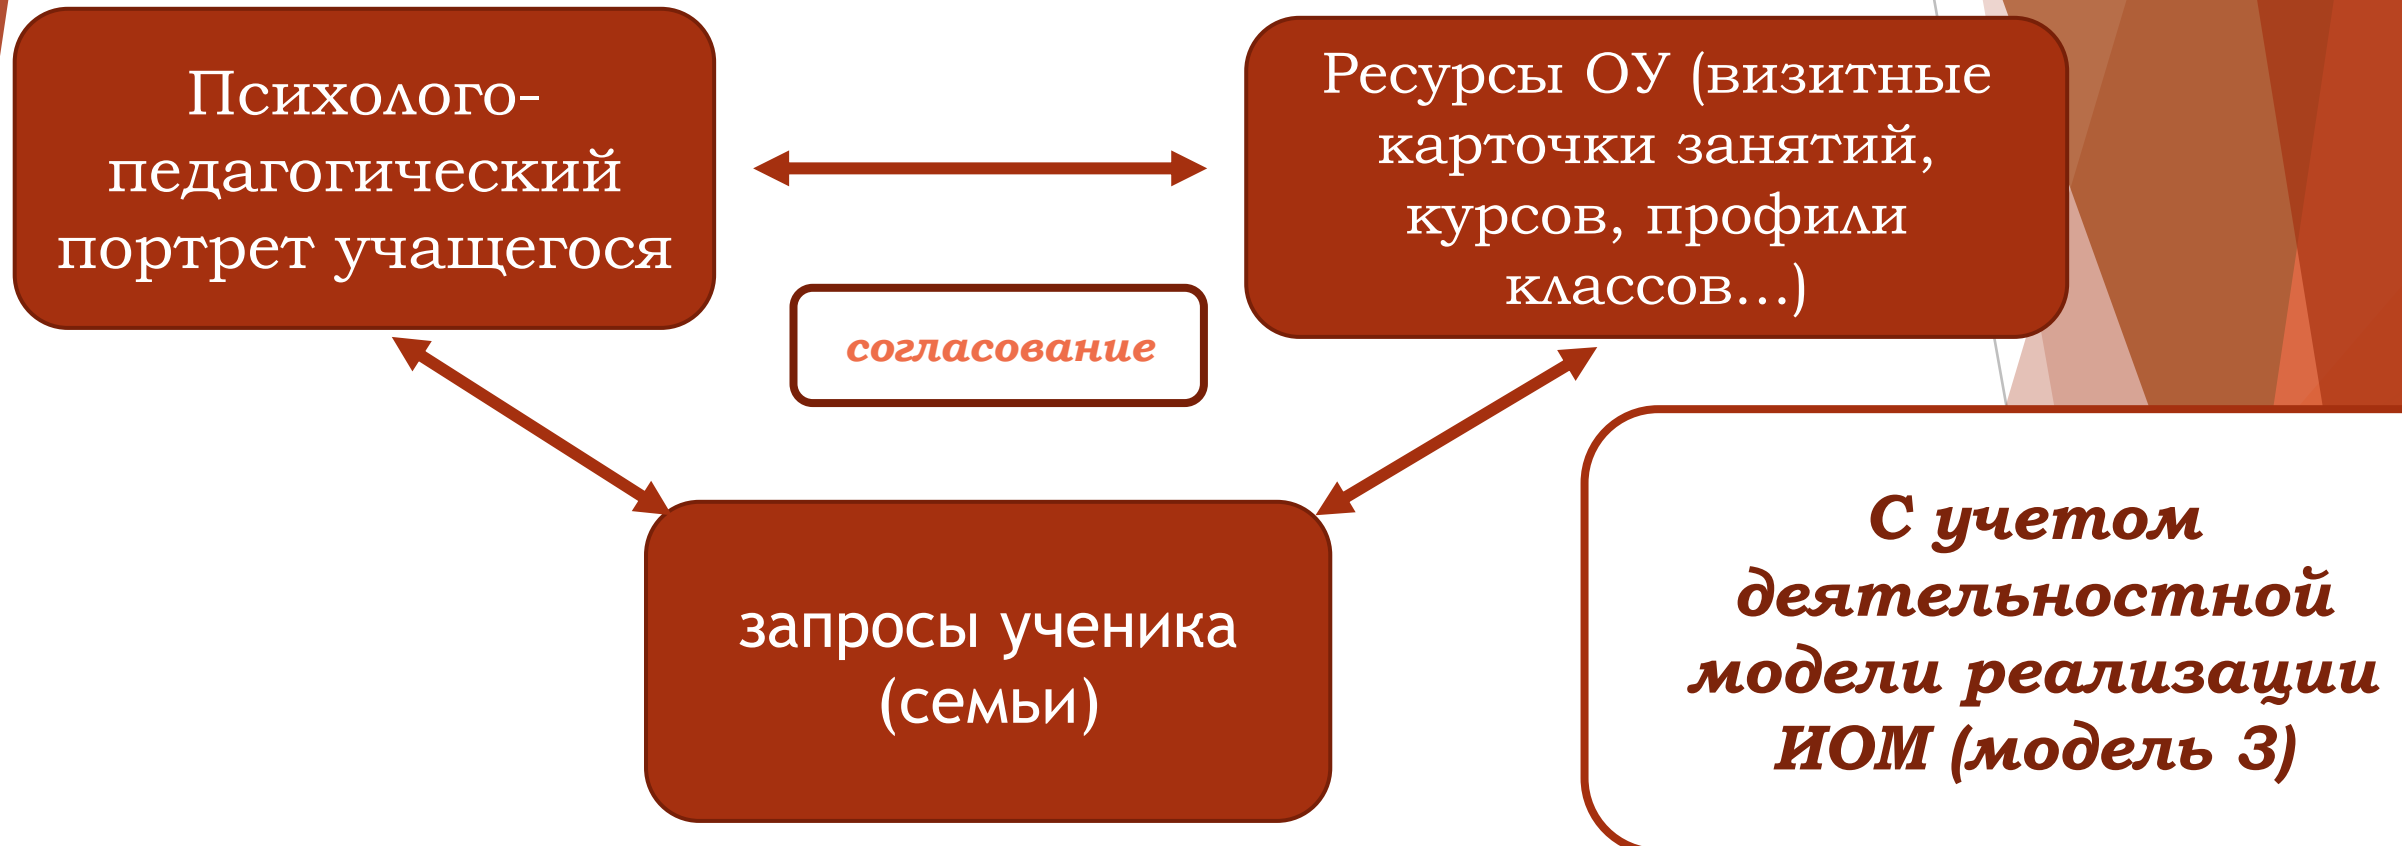 Психолого-
педагогический
портрет учащегося
Ресурсы ОУ (визитные
карточки занятий,
курсов, профили
классов...)
согласование
запросы ученика
(семьи)
С учетом
деятельностной
модели реализации
ИОМ (модель 3)